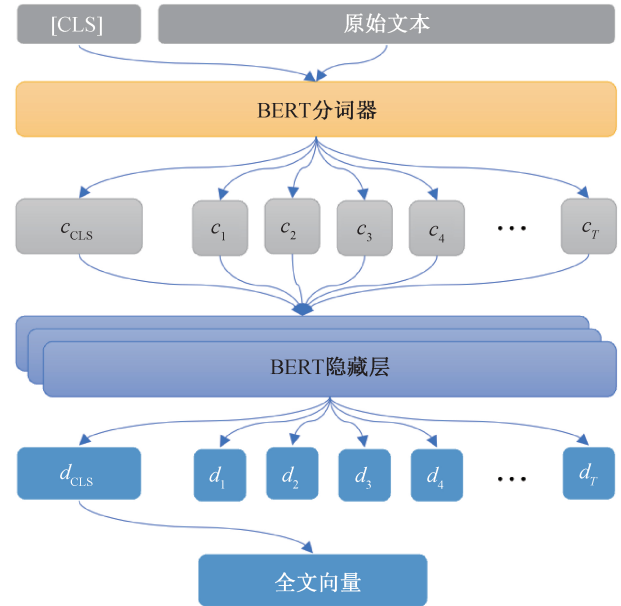 [CLS] 原始文本
BERT分词器
c_CLS c_1 c_2 c_3 c_4 ··· c_T
BERT隐藏层
d_CLS d_1 d_2 d_3 d_4 ··· d_T
全文向量